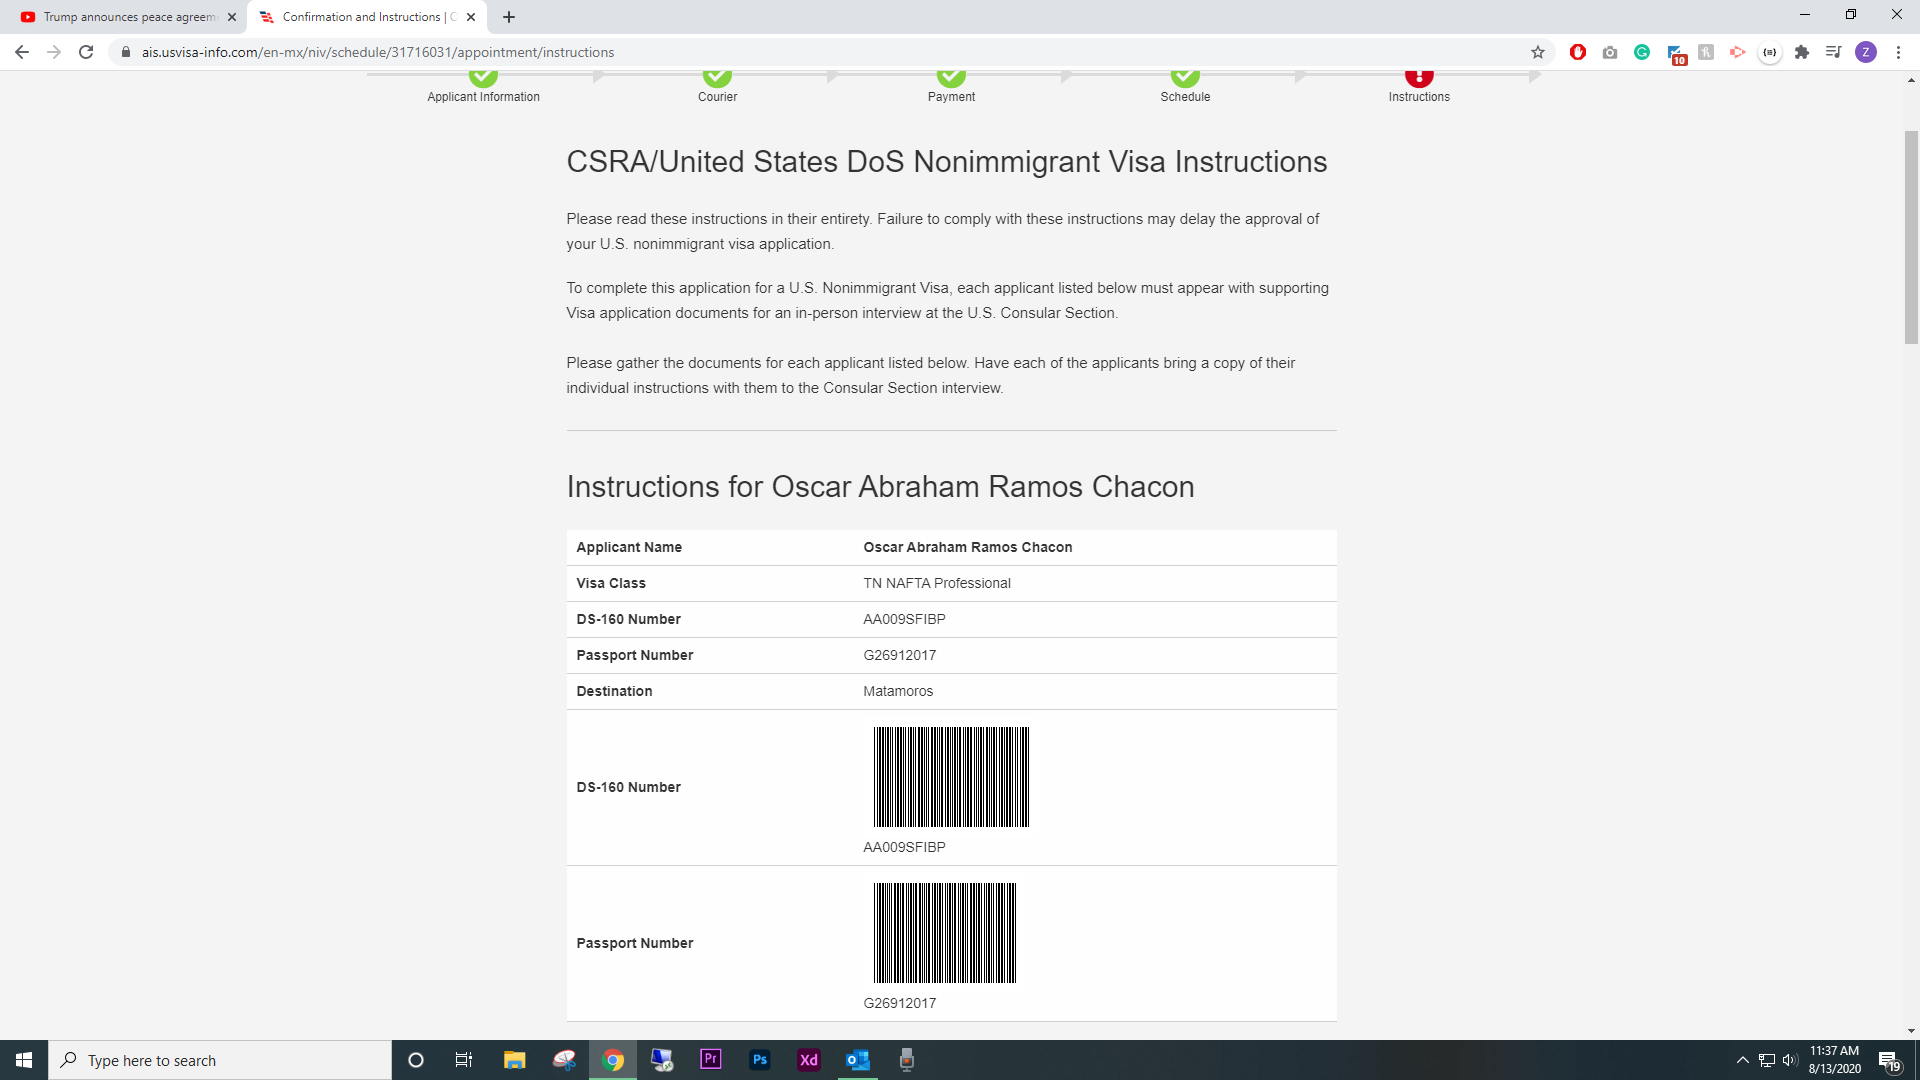 Trump announces peace agreem
Confirmation and Instructions | C
ais.usvisa-info.com/en-mx/niv/schedule/31716031/appointment/instructions
10
Z
Applicant Information
Courier
Payment
Schedule
Instructions
CSRA/United States DoS Nonimmigrant Visa Instructions
Please read these instructions in their entirety. Failure to comply with these instructions may delay the approval of
your U.S. nonimmigrant visa application.
To complete this application for a U.S. Nonimmigrant Visa, each applicant listed below must appear with supporting
Visa application documents for an in-person interview at the U.S. Consular Section.
Please gather the documents for each applicant listed below. Have each of the applicants bring a copy of their
individual instructions with them to the Consular Section interview.
Instructions for Oscar Abraham Ramos Chacon
Applicant Name Oscar Abraham Ramos Chacon
Visa Class TN NAFTA Professional
DS-160 Number AA009SFIBP
Passport Number G26912017
Destination Matamoros
DS-160 Number
AA009SFIBP
Passport Number
G26912017
Type here to search
Pr
Ps
Xd
11:37 AM
8/13/2020
19